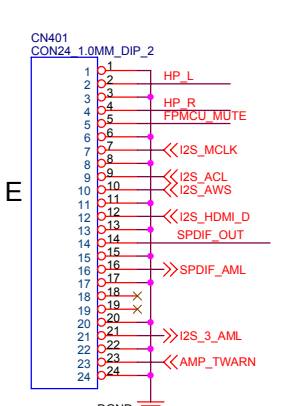 CN401
CON24_1.0MM_DIP_2
1 1
2 2 HP_L
3 3
4 4 HP_R
5 5 FPMCU_MUTE
6 6
7 7 I2S_MCLK
8 8
9 9 I2S_ACL
10 10 I2S_AWS
11 11
12 12 I2S_HDMI_D
13 13
14 14 SPDIF_OUT
15 15
16 16 SPDIF_AML
17 17
18 18
19 19
20 20
21 21 I2S_3_AML
22 22
23 23 AMP_TWARN
24 24
E